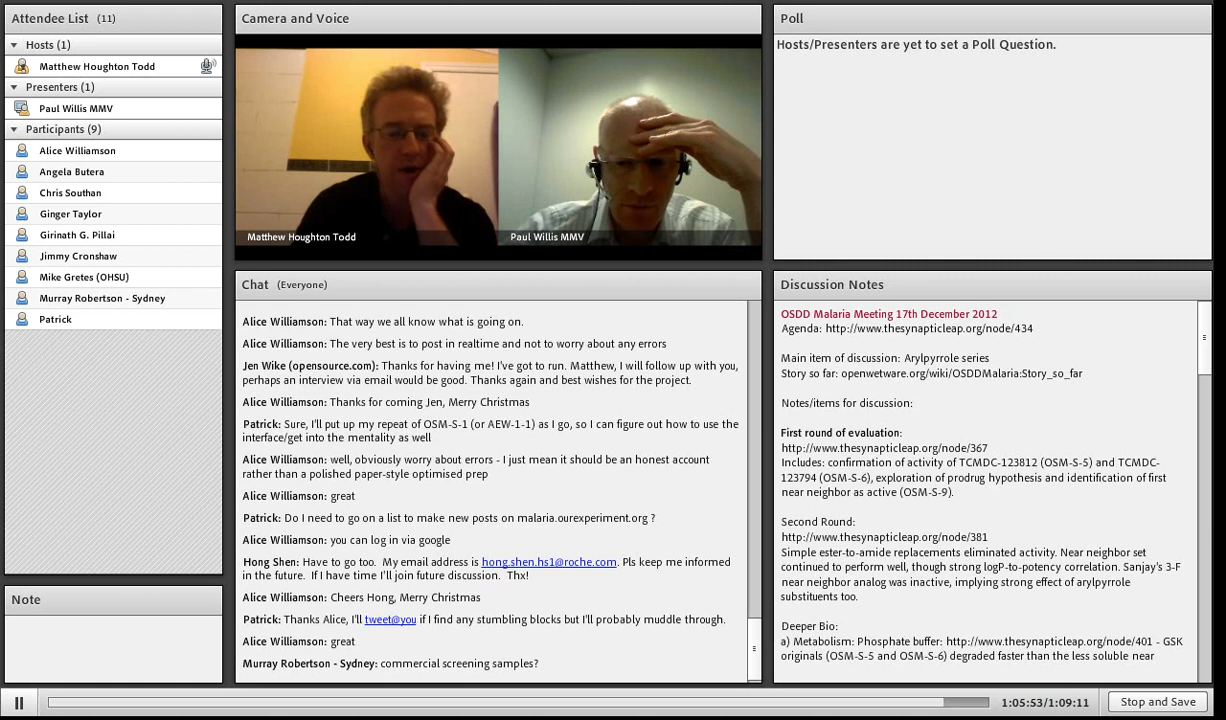 Attendee List (11)
Hosts (1)
Matthew Houghton Todd
Presenters (1)
Paul Willis MMV
Participants (9)
Alice Williamson
Angela Butera
Chris Southan
Ginger Taylor
Girinath G. Pillai
Jimmy Cronshaw
Mike Gretes (OHSU)
Murray Robertson - Sydney
Patrick
Note
Camera and Voice
Matthew Houghton Todd
Paul Willis MMV
Chat (Everyone)
Alice Williamson: That way we all know what is going on.
Alice Williamson: The very best is to post in realtime and not to worry about any errors
Jen Wike (opensource.com): Thanks for having me! I've got to run. Matthew, I will follow up with you,
perhaps an interview via email would be good. Thanks again and best wishes for the project.
Alice Williamson: Thanks for coming Jen, Merry Christmas
Patrick: Sure, I'll put up my repeat of OSM-S-1 (or AEW-1-1) as I go, so I can figure out how to use the
interface/get into the mentality as well
Alice Williamson: well, obviously worry about errors - I just mean it should be an honest account
rather than a polished paper-style optimised prep
Alice Williamson: great
Patrick: Do I need to go on a list to make new posts on malaria.ourexperiment.org ?
Alice Williamson: you can log in via google
Hong Shen: Have to go too. My email address is hong.shen.hs1@roche.com. Pls keep me informed
in the future. If I have time I'll join future discussion. Thx!
Alice Williamson: Cheers Hong, Merry Christmas
Patrick: Thanks Alice, I'll tweet@you if I find any stumbling blocks but I'll probably muddle through.
Alice Williamson: great
Murray Robertson - Sydney: commercial screening samples?
Poll
Hosts/Presenters are yet to set a Poll Question.
Discussion Notes
OSDD Malaria Meeting 17th December 2012
Agenda: http://www.thesynapticleap.org/node/434
Main item of discussion: Arylpyrrole series
Story so far: openwetware.org/wiki/OSDDMalaria:Story_so_far
Notes/items for discussion:
First round of evaluation:
http://www.thesynapticleap.org/node/367
Includes: confirmation of activity of TCMDC-123812 (OSM-S-5) and TCMDC-
123794 (OSM-S-6), exploration of prodrug hypothesis and identification of first
near neighbor as active (OSM-S-9).
Second Round:
http://www.thesynapticleap.org/node/381
Simple ester-to-amide replacements eliminated activity. Near neighbor set
continued to perform well, though strong logP-to-potency correlation. Sanjay's 3-F
near neighbor analog was inactive, implying strong effect of arylpyrrole
substituents too.
Deeper Bio:
a) Metabolism: Phosphate buffer: http://www.thesynapticleap.org/node/401 - GSK
originals (OSM-S-5 and OSM-S-6) degraded faster than the less soluble near
1:05:53/1:09:11
Stop and Save